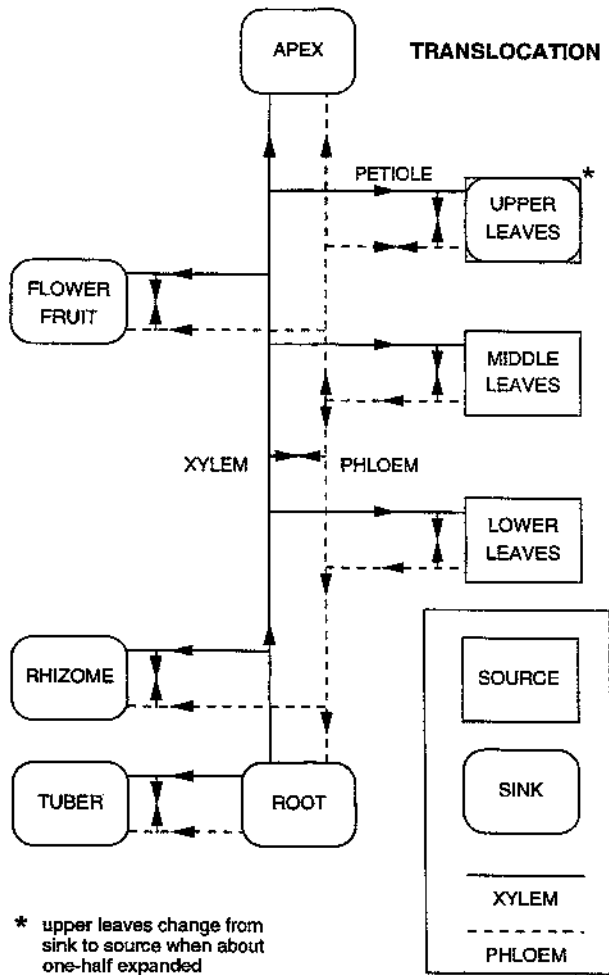 APEX
TRANSLOCATION
PETIOLE
*
UPPER
LEAVES
FLOWER
FRUIT
MIDDLE
LEAVES
XYLEM
PHLOEM
LOWER
LEAVES
RHIZOME
SOURCE
TUBER
ROOT
SINK
XYLEM
PHLOEM
* upper leaves change from
sink to source when about
one-half expanded